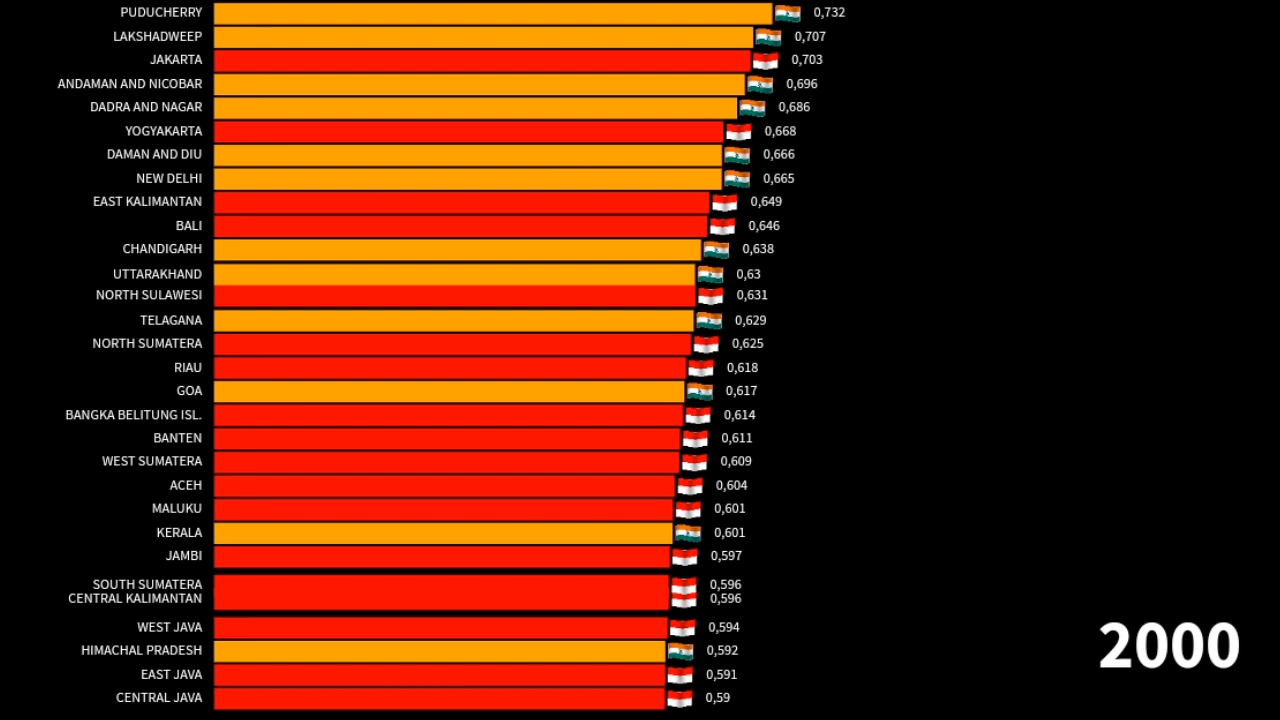 PUDUCHERRY 0,732
LAKSHADWEEP 0,707
JAKARTA 0,703
ANDAMAN AND NICOBAR 0,696
DADRA AND NAGAR 0,686
YOGYAKARTA 0,668
DAMAN AND DIU 0,666
NEW DELHI 0,665
EAST KALIMANTAN 0,649
BALI 0,646
CHANDIGARH 0,638
UTTARAKHAND 0,63
NORTH SULAWESI 0,631
TELAGANA 0,629
NORTH SUMATERA 0,625
RIAU 0,618
GOA 0,617
BANGKA BELITUNG ISL. 0,614
BANTEN 0,611
WEST SUMATERA 0,609
ACEH 0,604
MALUKU 0,601
KERALA 0,601
JAMBI 0,597
SOUTH SUMATERA 0,596
CENTRAL KALIMANTAN 0,596
WEST JAVA 0,594
HIMACHAL PRADESH 0,592
EAST JAVA 0,591
CENTRAL JAVA 0,59
2000